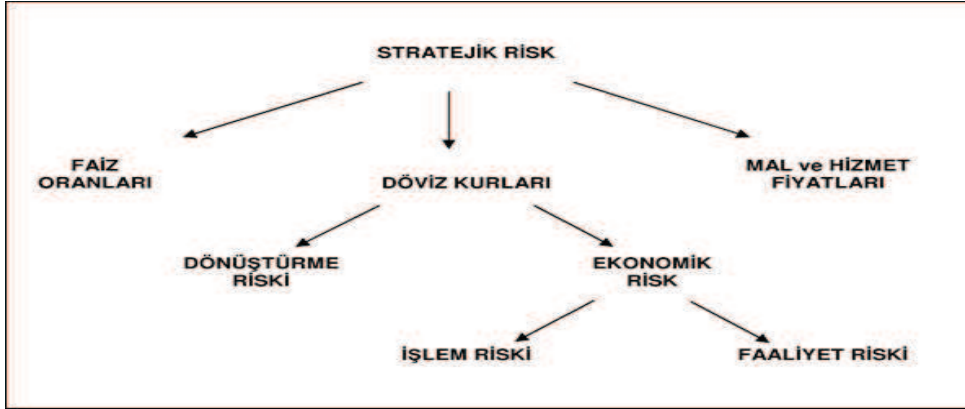 STRATEJİK RİSK
FAİZ
ORANLARI
DÖVİZ KURLARI
MAL ve HİZMET
FİYATLARI
DÖNÜŞTÜRME
RİSKİ
EKONOMİK
RİSK
İŞLEM RİSKİ
FAALİYET RİSKİ